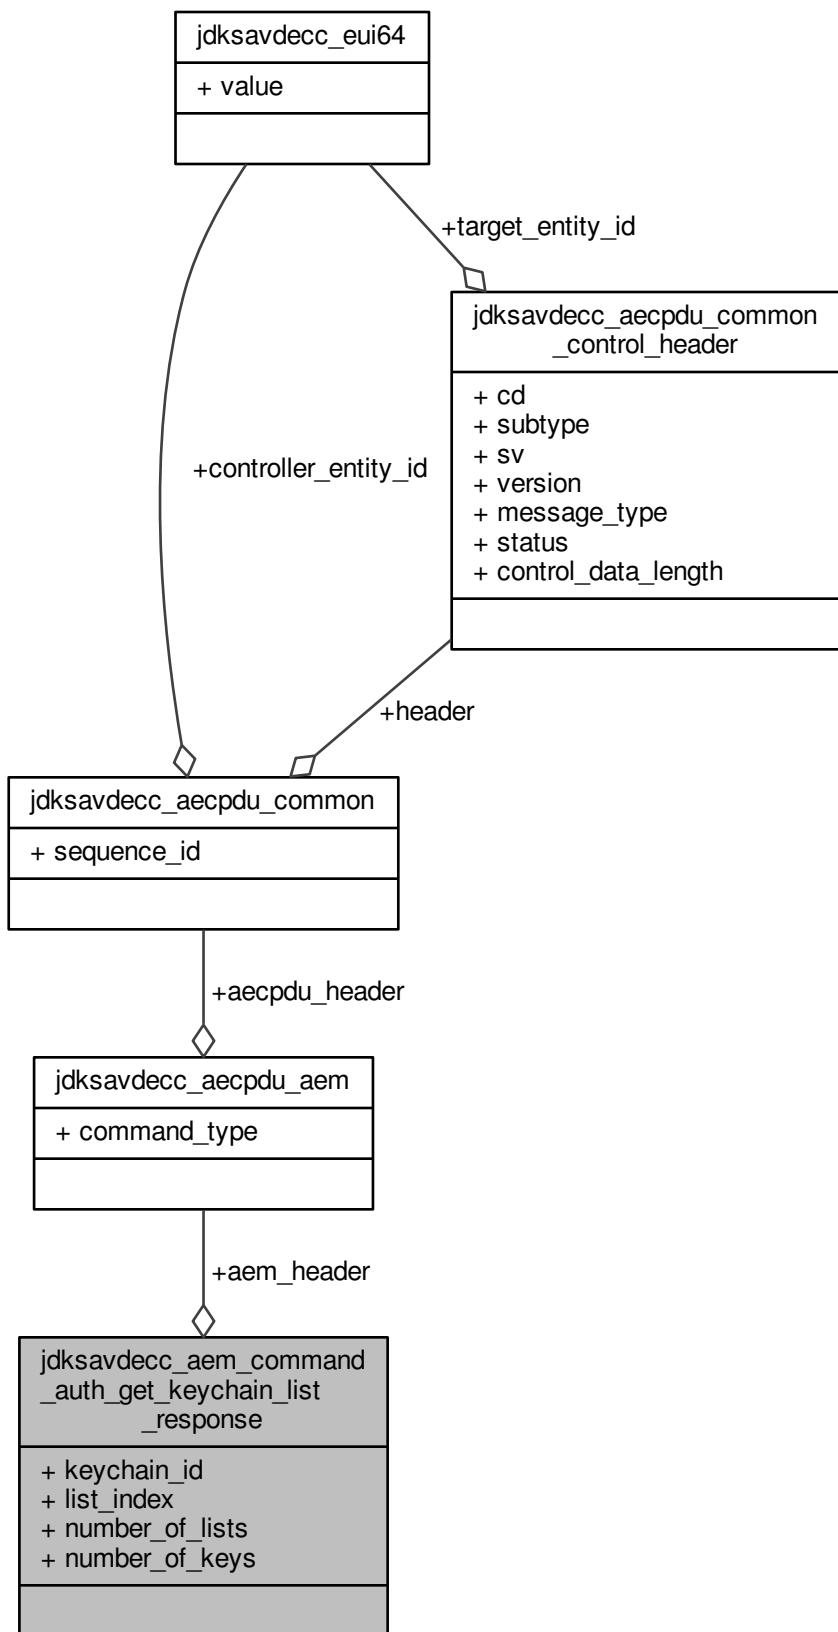 jdksavdecc_eui64
+ value
+target_entity_id
jdksavdecc_aecpdu_common
_control_header
+ cd
+ subtype
+ sv
+ version
+ message_type
+ status
+ control_data_length
+controller_entity_id
+header
jdksavdecc_aecpdu_common
+ sequence_id
+aecpdu_header
jdksavdecc_aecpdu_aem
+ command_type
+aem_header
jdksavdecc_aem_command
_auth_get_keychain_list
_response
+ keychain_id
+ list_index
+ number_of_lists
+ number_of_keys